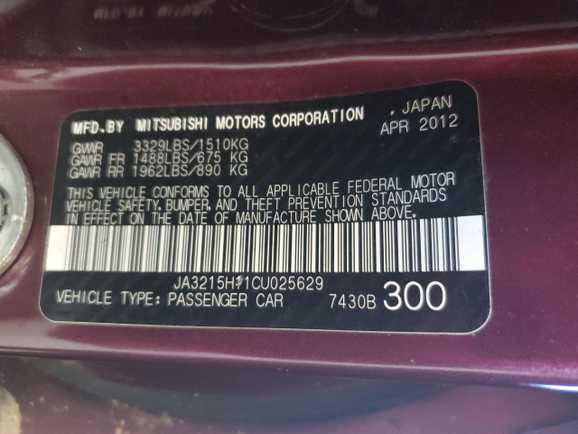 MFD.BY MITSUBISHI MOTORS CORPORATION , JAPAN
GVWR 3329LBS/1510KG APR 2012
GAWR FR 1488LBS/675 KG
GAWR RR 1962LBS/890 KG
THIS VEHICLE CONFORMS TO ALL APPLICABLE FEDERAL MOTOR
VEHICLE SAFETY, BUMPER, AND THEFT PREVENTION STANDARDS
IN EFFECT ON THE DATE OF MANUFACTURE SHOWN ABOVE.
JA3215H11CU025629
VEHICLE TYPE: PASSENGER CAR 7430B 300